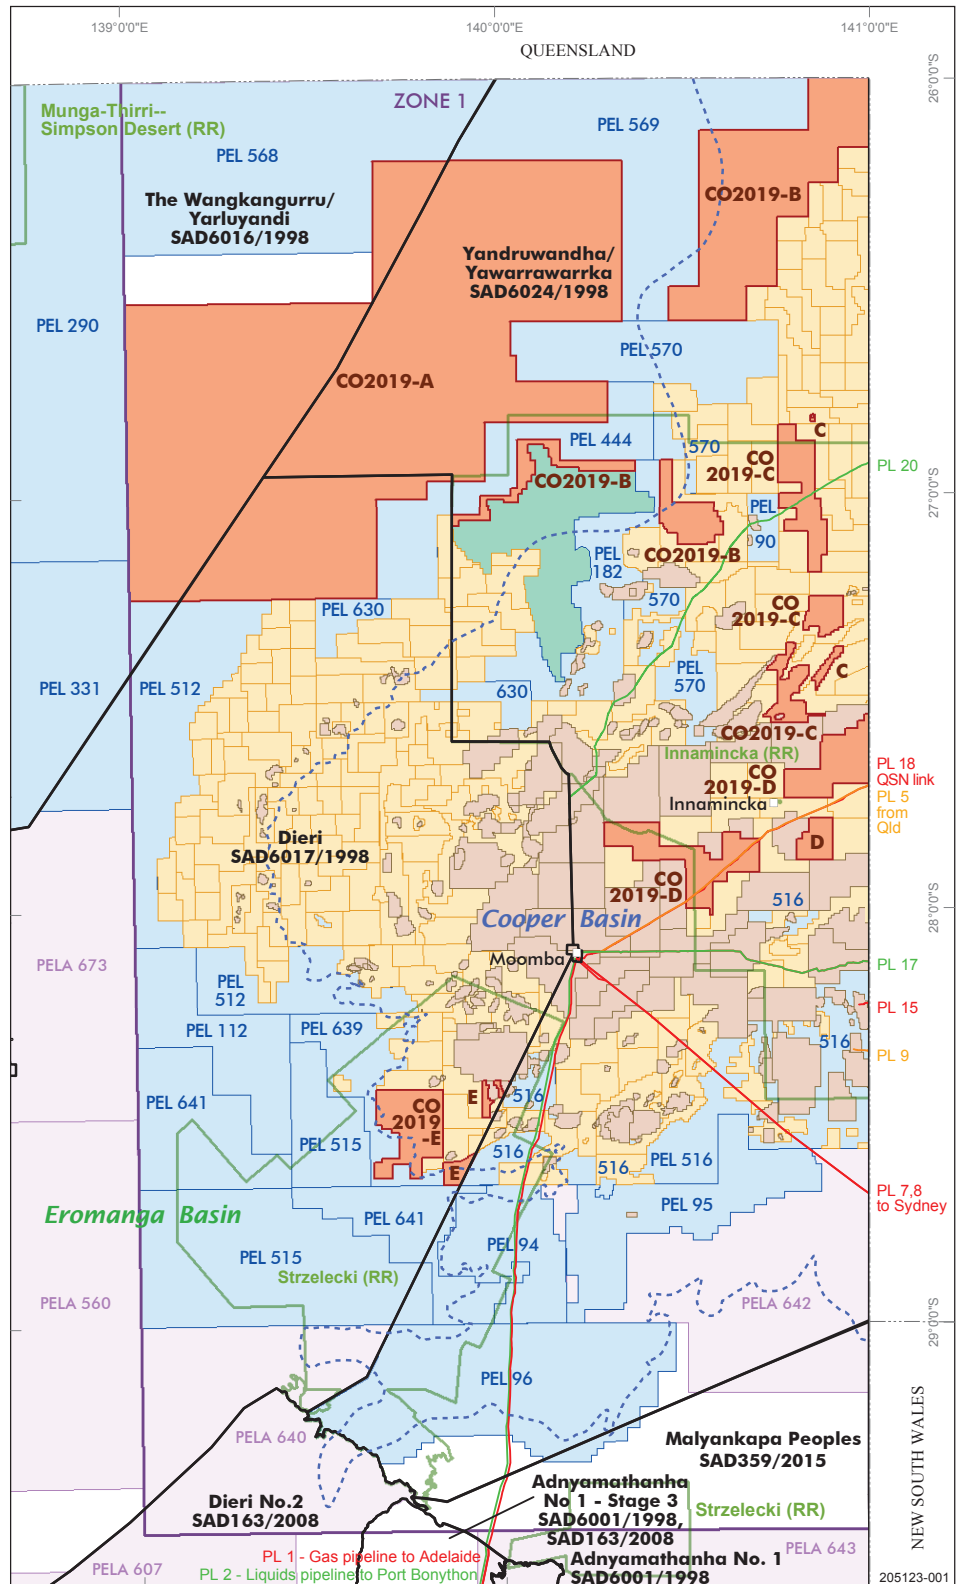 139°0'0"E
140°0'0"E
141°0'0"E
QUEENSLAND
26°0'0"S
ZONE 1
Munga-Thirri--
Simpson Desert (RR)
PEL 568
PEL 569
The Wangkangurru/
Yarluyandi
SAD6016/1998
CO2019-B
Yandruwandha/
Yawarrawarrka
SAD6024/1998
PEL 290
PEL 570
CO2019-A
C
PEL 444
570
CO
2019-C
PL 20
CO2019-B
27°0'0"S
PEL
90
CO2019-B
PEL
182
570
CO
2019-C
PEL 630
PEL
570
C
PEL 331
PEL 512
630
CO2019-C
Innamincka (RR)
PL 18
QSN link
CO
2019-D
PL 5
from
Qld
Innamincka
Dieri
SAD6017/1998
D
CO
2019-D
516
Cooper Basin
28°0'0"S
Moomba
PELA 673
PL 17
PEL
512
PL 15
PEL 112
PEL 639
516
PL 9
PEL 641
CO
2019
-E
E
516
PEL 515
516
PEL 516
E
516
PL 7,8
to Sydney
PEL 95
Eromanga Basin
PEL 641
PEL 94
PEL 515
Strzelecki (RR)
PELA 560
PELA 642
29°0'0"S
PEL 96
PELA 640
Malyankapa Peoples
SAD359/2015
NEW SOUTH WALES
Dieri No.2
SAD163/2008
Adnyamathanha
No 1 - Stage 3
SAD6001/1998,
SAD163/2008
Strzelecki (RR)
PELA 643
PL 1 - Gas pipeline to Adelaide
PELA 607
PL 2 - Liquids pipeline to Port Bonython
Adnyamathanha No. 1
SAD6001/1998
205123-001